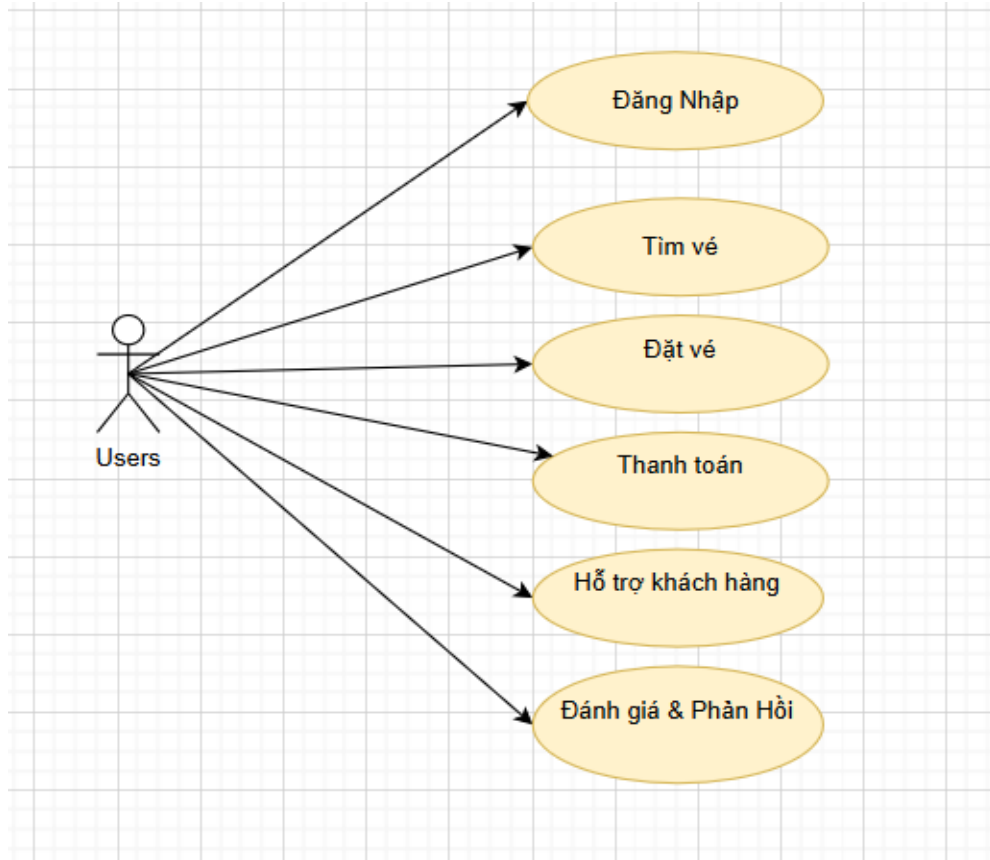 Đăng Nhập
Tìm vé
Đặt vé
Users
Thanh toán
Hỗ trợ khách hàng
Đánh giá & Phản Hồi